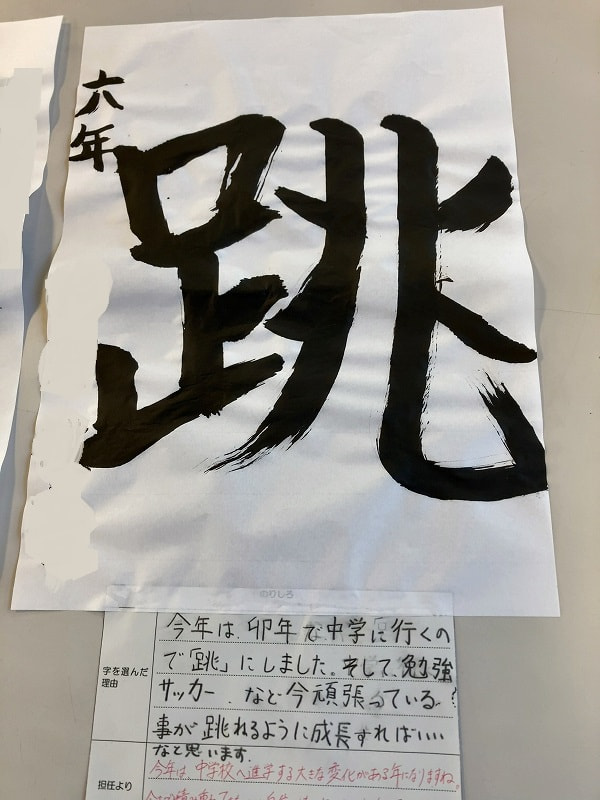 六年
跳
のりしろ
字を選んだ
理由
今年は、卯年で中学に行くの
で「跳」にしました。そして、勉強
サッカー、など今頑張っている
事が跳れるように成長すればいい
なと思います。
担任より
今年は、中学校へ進学する大きな変化がある年になりますね。